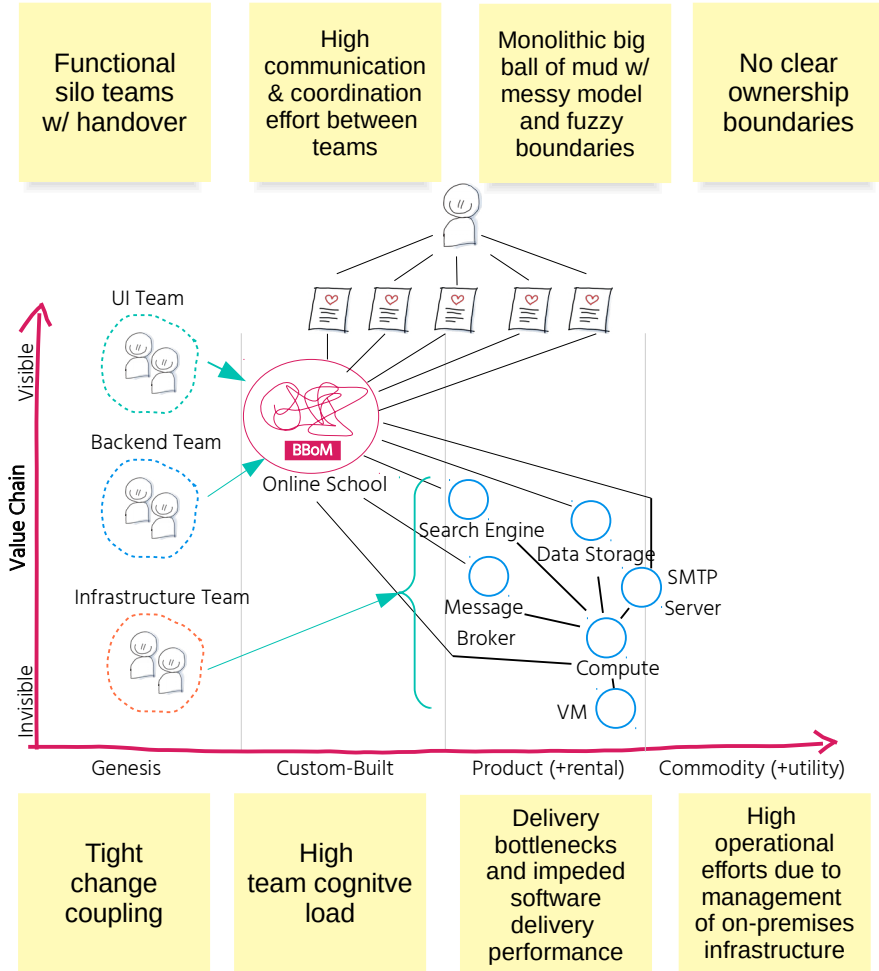 Functional
silo teams
w/ handover
High
communication
& coordination
effort between
teams
Monolithic big
ball of mud w/
messy model
and fuzzy
boundaries
No clear
ownership
boundaries
UI Team
Backend Team
Infrastructure Team
Visible
Value Chain
Invisible
BBoM
Online School
Search Engine
Data Storage
SMTP
Server
Message
Broker
Compute
VM
Genesis
Custom-Built
Product (+rental)
Commodity (+utility)
Tight
change
coupling
High
team cognitve
load
Delivery
bottlenecks
and impeded
software
delivery
performance
High
operational
efforts due to
management
of on-premises
infrastructure